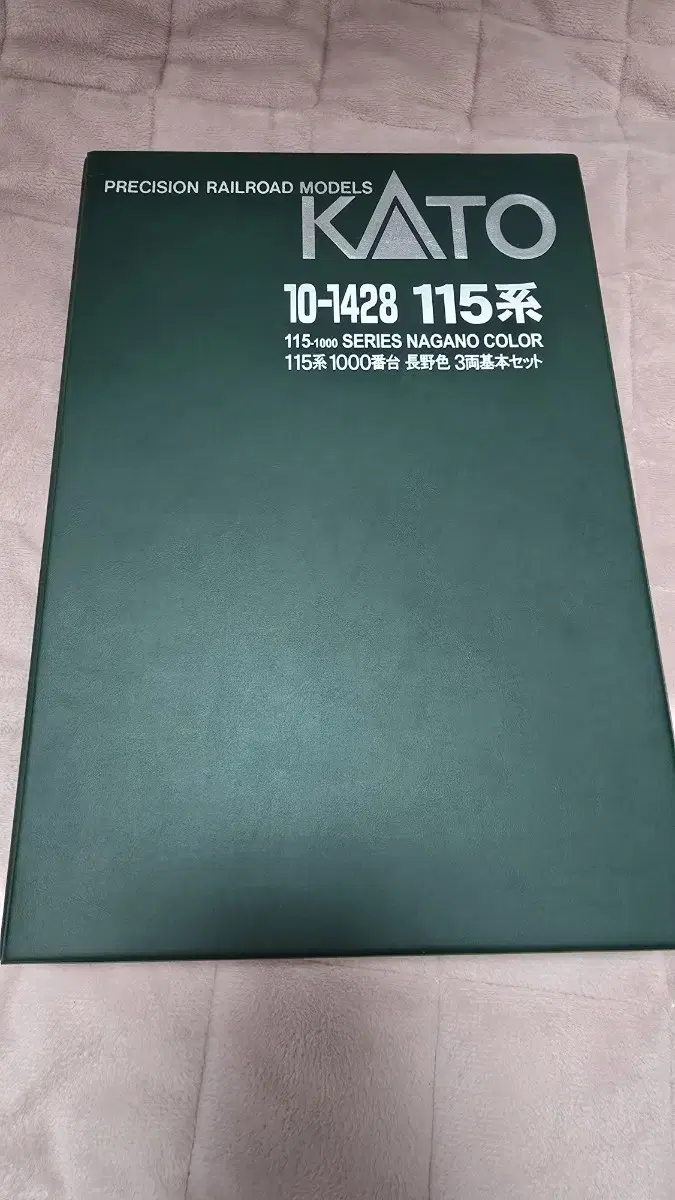 PRECISION RAILROAD MODELS
KATO
10-1428 115系
115-1000 SERIES NAGANO COLOR
115系 1000番台 長野色 3両基本セット